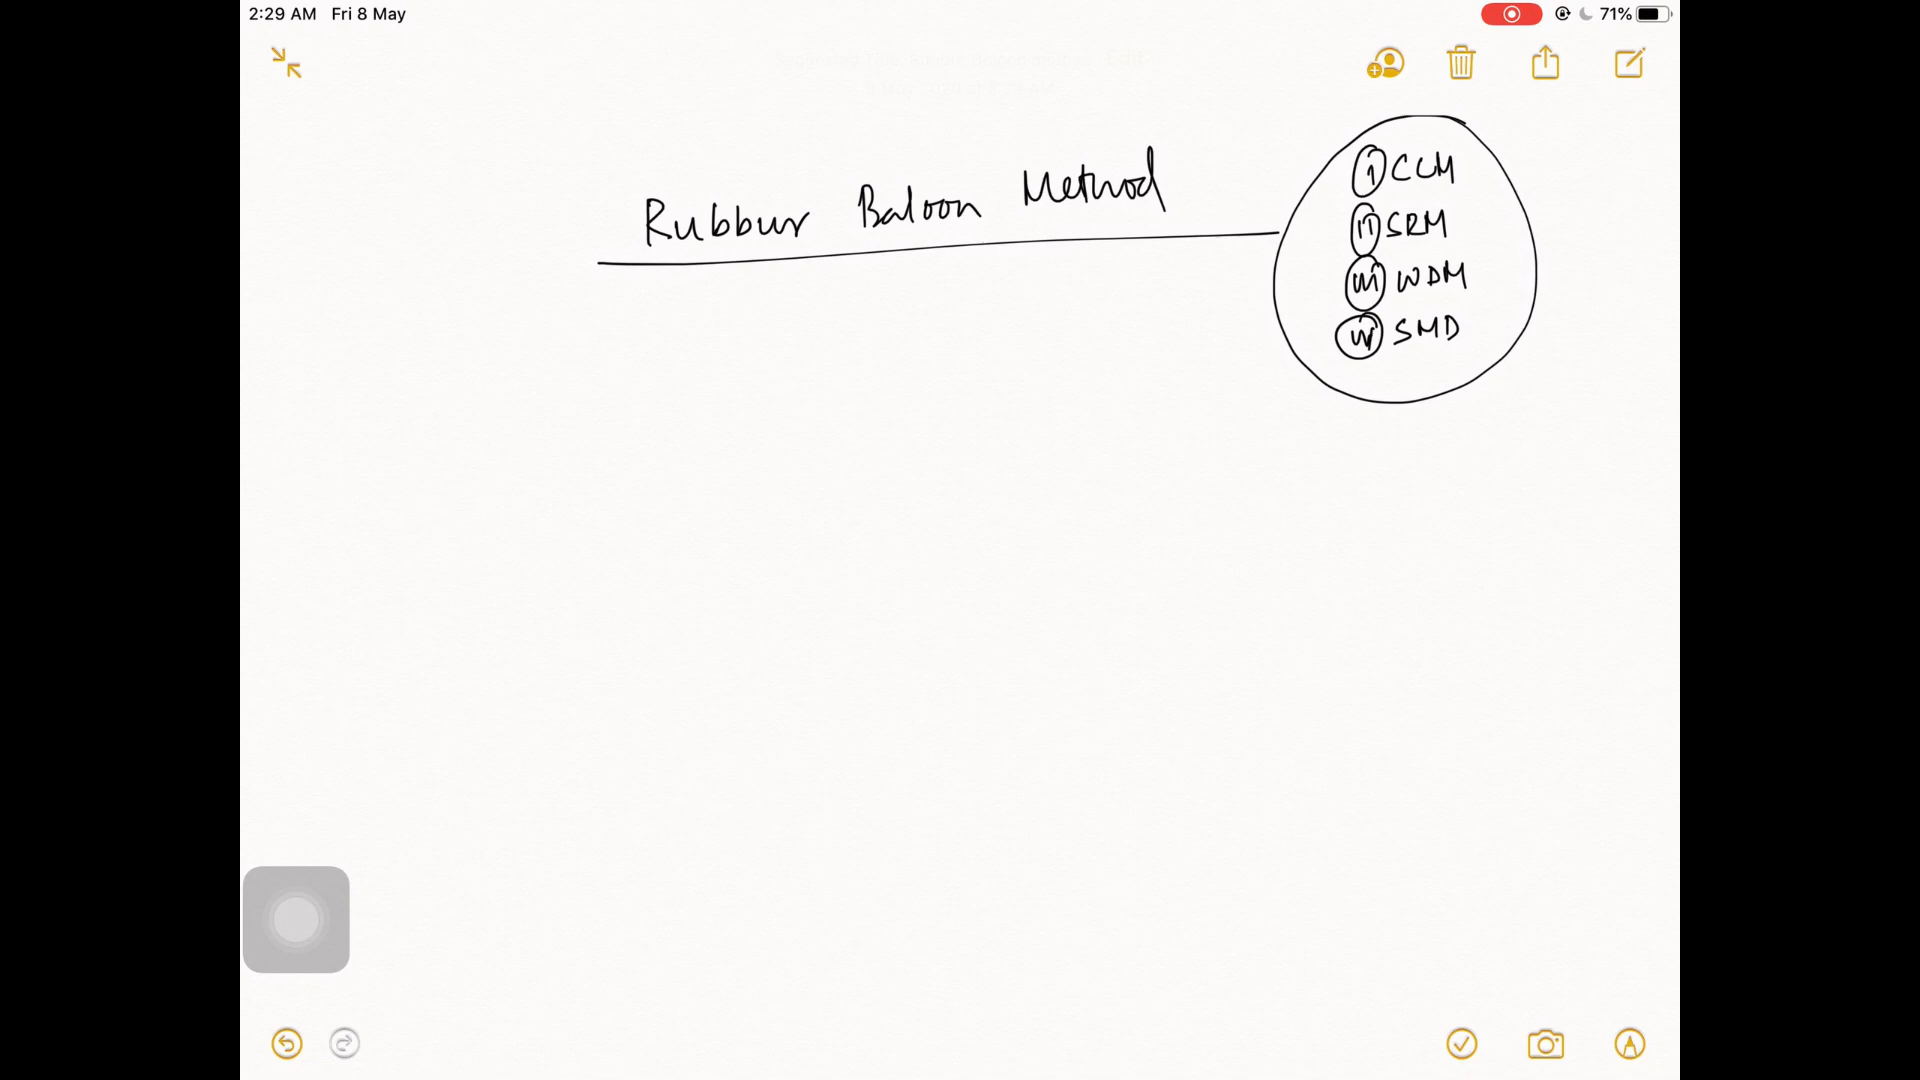 2:29 AM Fri 8 May
71%
Rubbur Baloon Method
i CCM
ii SRM
iii WDM
iv SMD